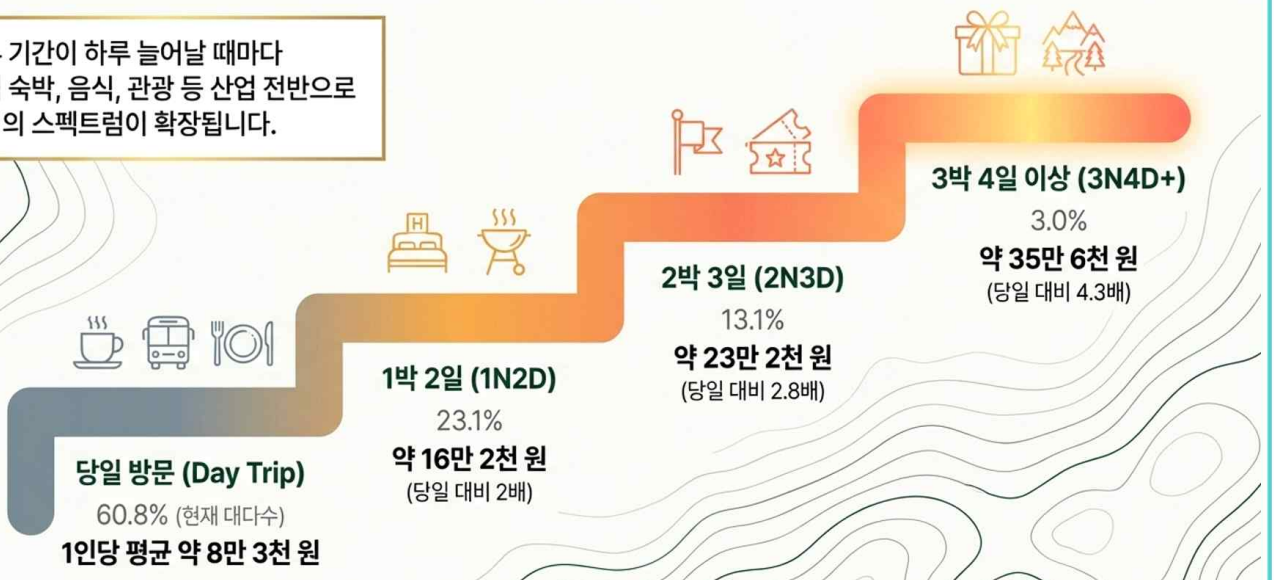 기간이 하루 늘어날 때마다
숙박, 음식, 관광 등 산업 전반으로
의 스펙트럼이 확장됩니다.
H
3박 4일 이상 (3N4D+)
3.0%
약 35만 6천 원
(당일 대비 4.3배)
2박 3일 (2N3D)
13.1%
약 23만 2천 원
(당일 대비 2.8배)
1박 2일 (1N2D)
23.1%
약 16만 2천 원
(당일 대비 2배)
당일 방문 (Day Trip)
60.8% (현재 대다수)
1인당 평균 약 8만 3천 원